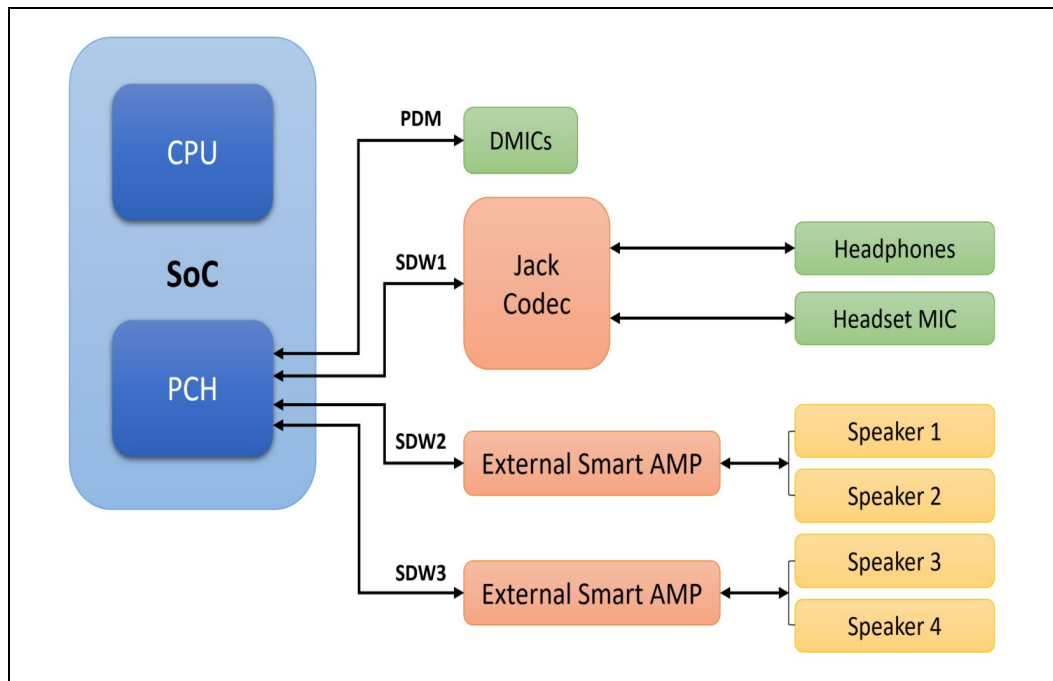 CPU
SoC
PCH
PDM
DMICs
SDW1
Jack
Codec
Headphones
Headset MIC
SDW2
External Smart AMP
Speaker 1
Speaker 2
SDW3
External Smart AMP
Speaker 3
Speaker 4